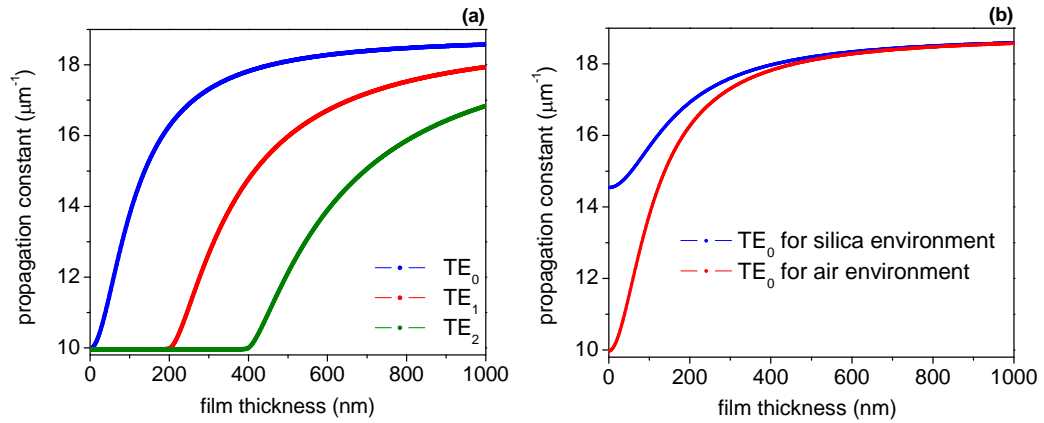 (a)
propagation constant (μm⁻¹)
18
16
14
12
10
0
200
400
600
800
1000
film thickness (nm)
TE₀
TE₁
TE₂
(b)
propagation constant (μm⁻¹)
18
16
14
12
10
0
200
400
600
800
1000
film thickness (nm)
TE₀ for silica environment
TE₀ for air environment